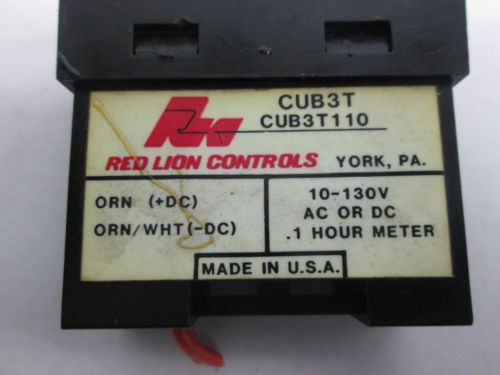 CUB3T
CUB3T110
RED LION CONTROLS YORK, PA.
ORN (+DC)
ORN/WHT (-DC)
10-130V
AC OR DC
.1 HOUR METER
MADE IN U.S.A.